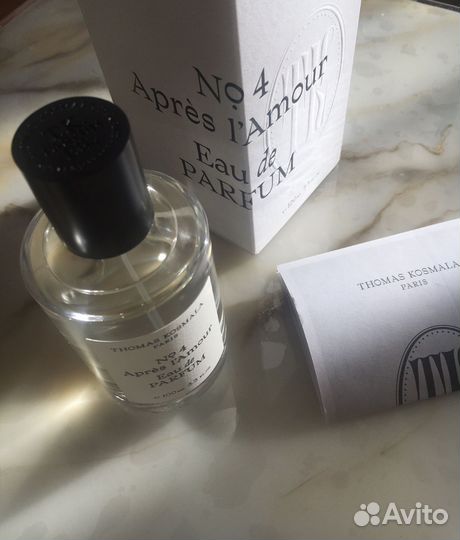 No 4
Après l'Amour
Eau de
PARFUM
THOMAS KOSMALA
PARIS
THOMAS KOSMALA
PARIS
No 4
Après l'Amour
Eau de
PARFUM
Avito